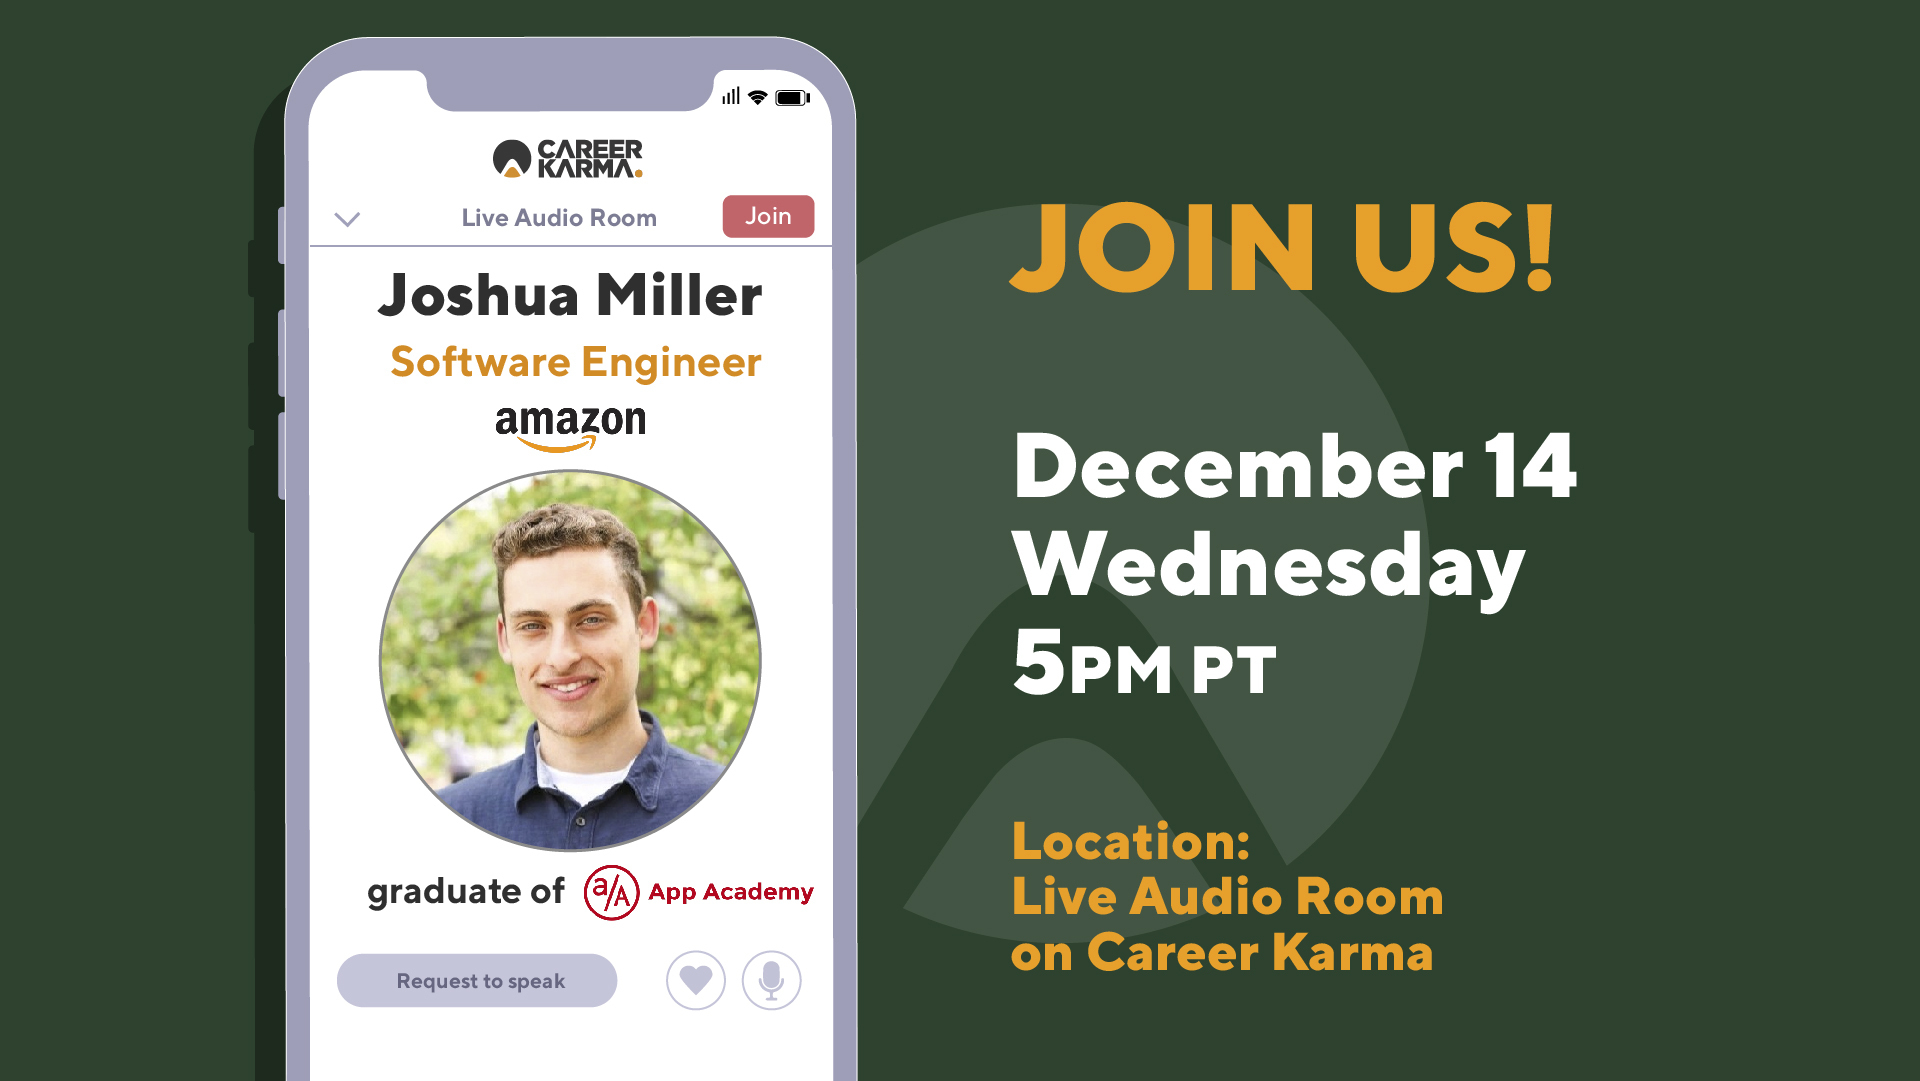 CAREER
KARMA.
Live Audio Room
Join
Joshua Miller
Software Engineer
amazon
graduate of a/A App Academy
Request to speak
JOIN US!
December 14
Wednesday
5PM PT
Location:
Live Audio Room
on Career Karma